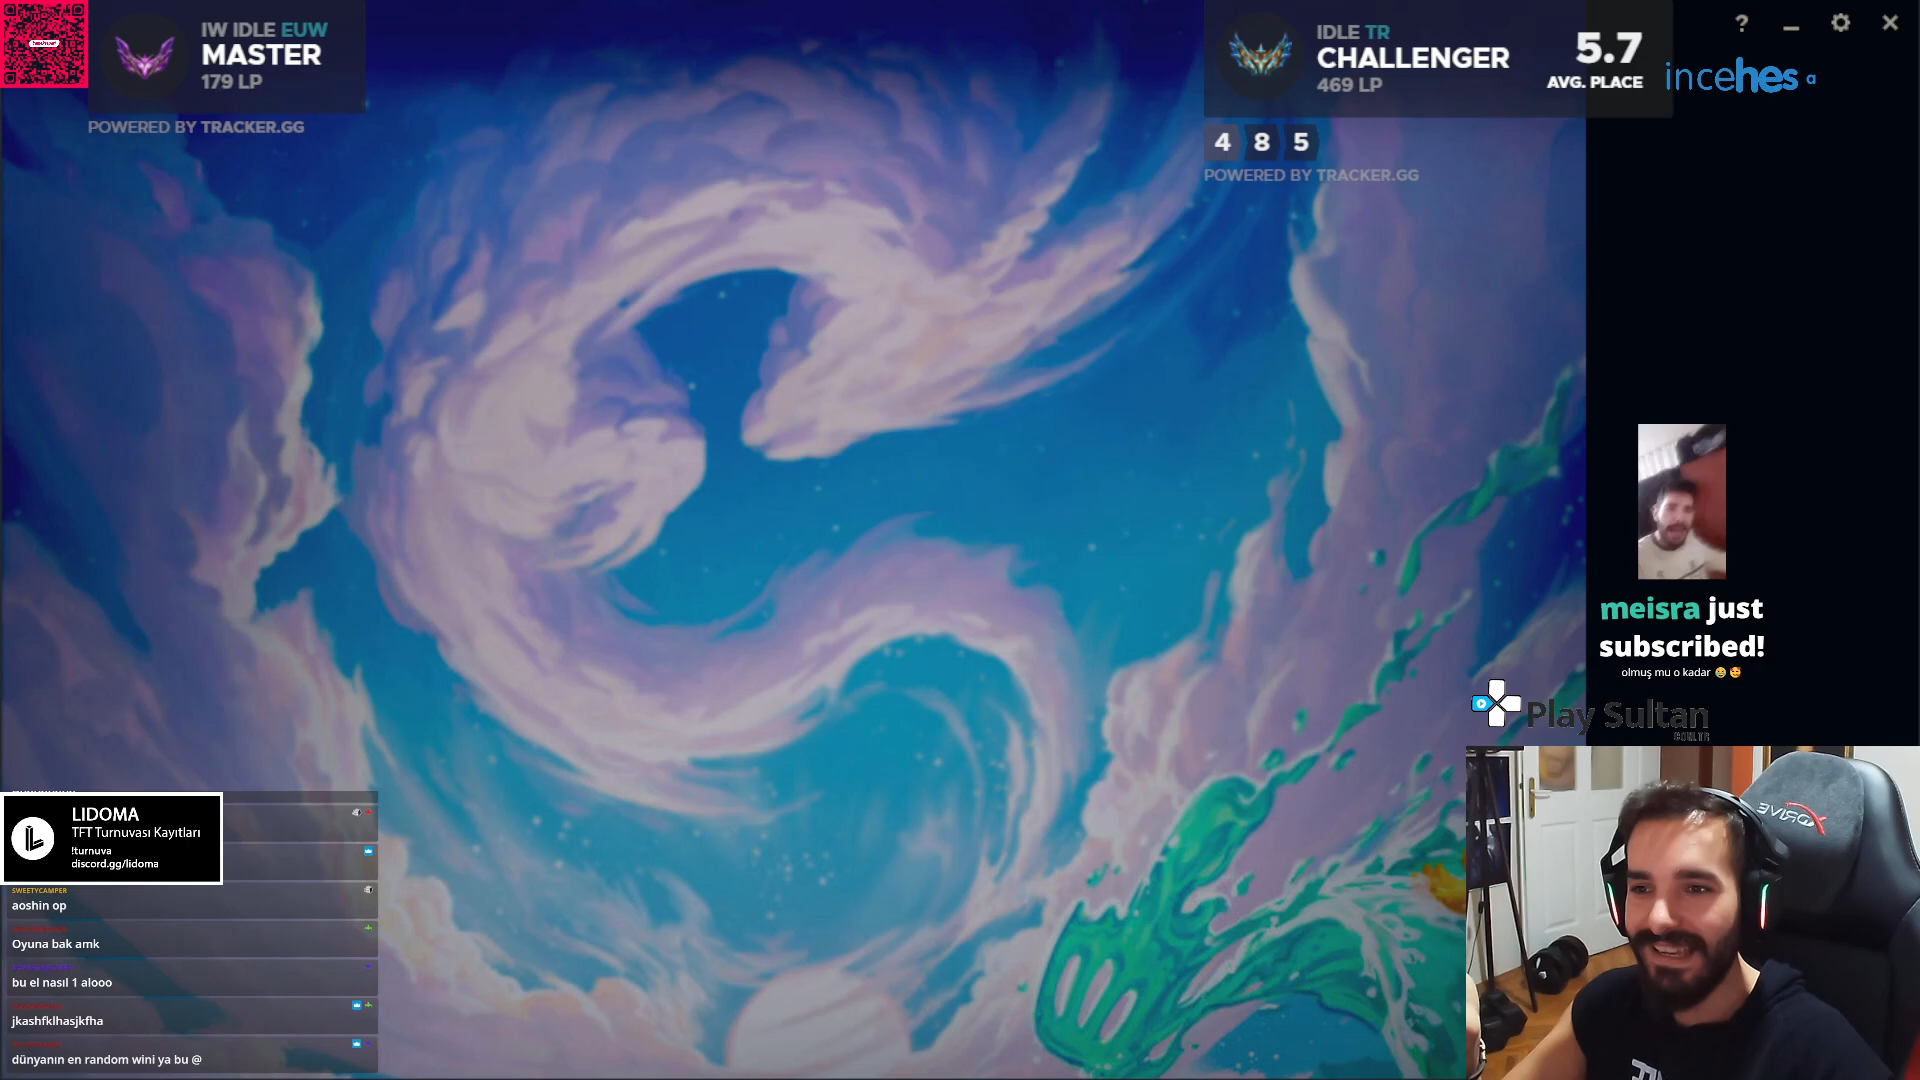 IW IDLE EUW
MASTER
179 LP
POWERED BY TRACKER.GG
IDLE TR
CHALLENGER
469 LP
5.7
AVG. PLACE
4 8 5
POWERED BY TRACKER.GG
?
incehes a
meisra just
subscribed!
olmuş mu o kadar 😂 🥰
Play Sultan
.COM.TR
LIDOMA
TFT Turnuvası Kayıtları
!turnuva
discord.gg/lidoma
SWEETYCAMPER
aoshin op
Oyuna bak amk
bu el nasıl 1 alooo
jkashfklhasjkfha
dünyanın en random wini ya bu @